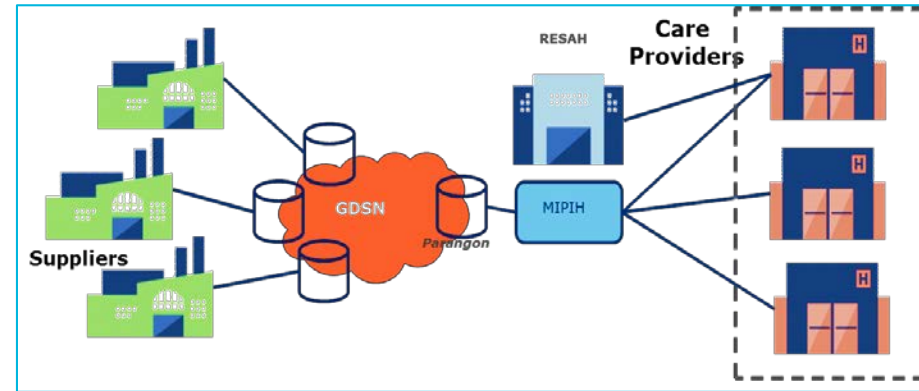 RESAH
Care
Providers
H
GDSN
MIPIH
H
Parangon
Suppliers
H